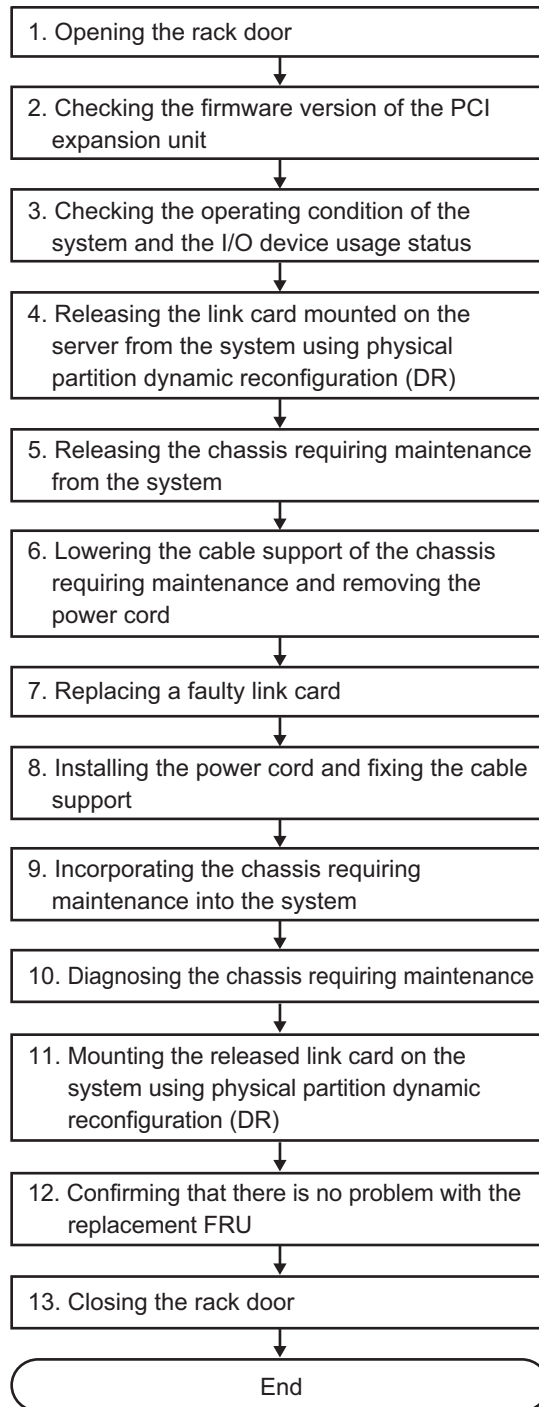 1. Opening the rack door
2. Checking the firmware version of the PCI
expansion unit
3. Checking the operating condition of the
system and the I/O device usage status
4. Releasing the link card mounted on the
server from the system using physical
partition dynamic reconfiguration (DR)
5. Releasing the chassis requiring maintenance
from the system
6. Lowering the cable support of the chassis
requiring maintenance and removing the
power cord
7. Replacing a faulty link card
8. Installing the power cord and fixing the cable
support
9. Incorporating the chassis requiring
maintenance into the system
10. Diagnosing the chassis requiring maintenance
11. Mounting the released link card on the
system using physical partition dynamic
reconfiguration (DR)
12. Confirming that there is no problem with the
replacement FRU
13. Closing the rack door
End